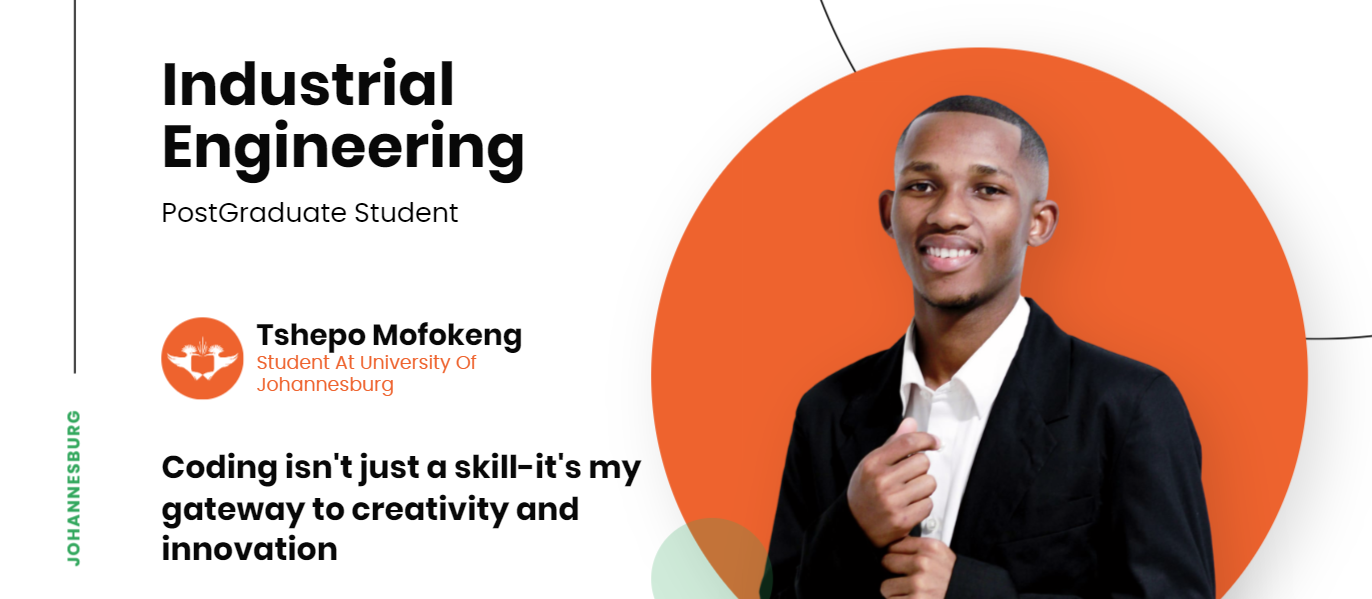 Industrial
Engineering
PostGraduate Student
Tshepo Mofokeng
Student At University Of
Johannesburg
Coding isn't just a skill-it's my
gateway to creativity and
innovation
JOHANNESBURG